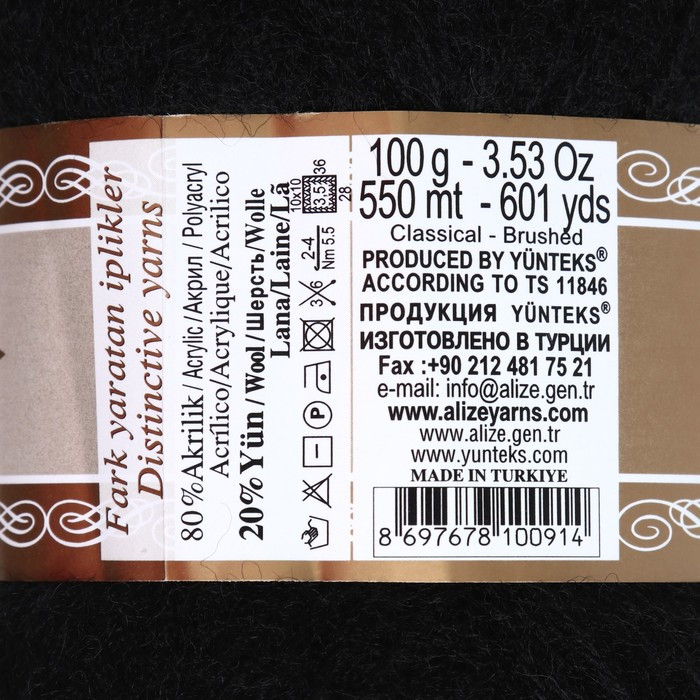 Fark yaratan iplikler
Distinctive yarns
80%Akrilik / Acrylic / Акрил / Polyacryl
Acrílico/Acrylique/Acrilico
20%Yün / Wool / Шерсть/Wolle
Lana/Laine/Lã
10x10
3,5
36
28
2-4
Nm 5.5
3
6
P
100 g - 3.53 Oz
550 mt - 601 yds
Classical - Brushed
PRODUCED BY YÜNTEKS®
ACCORDING TO TS 11846
ПРОДУКЦИЯ YÜNTEKS®
ИЗГОТОВЛЕНО В ТУРЦИИ
Fax :+90 212 481 75 21
e-mail: info@alize.gen.tr
www.alizeyarns.com
www.alize.gen.tr
www.yunteks.com
MADE IN TURKIYE
8 697678 100914